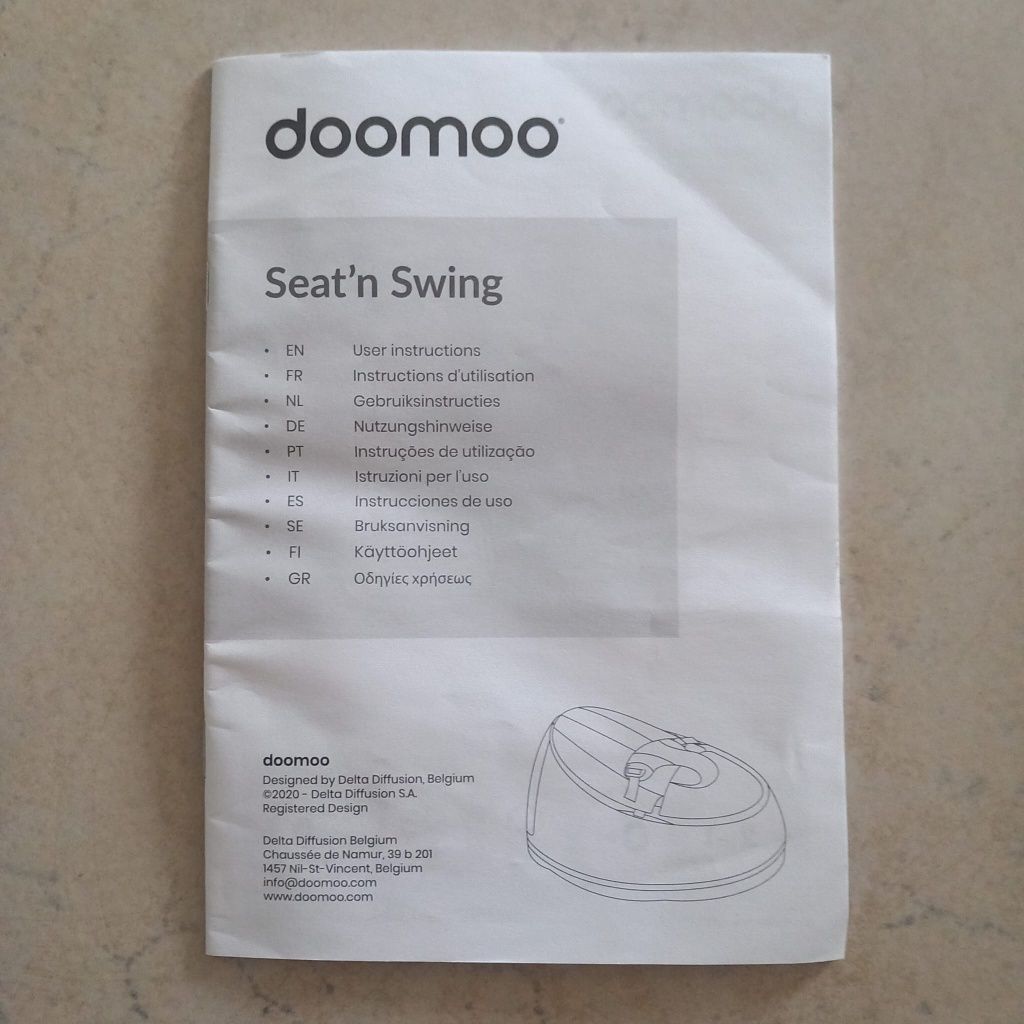 doomoo®
Seat'n Swing
• EN User instructions
• FR Instructions d'utilisation
• NL Gebruiksinstructies
• DE Nutzungshinweise
• PT Instruções de utilização
• IT Istruzioni per l'uso
• ES Instrucciones de uso
• SE Bruksanvisning
• FI Käyttöohjeet
• GR Οδηγίες χρήσεως
doomoo
Designed by Delta Diffusion, Belgium
©2020 - Delta Diffusion S.A.
Registered Design
Delta Diffusion Belgium
Chaussée de Namur, 39 b 201
1457 Nil-St-Vincent, Belgium
info@doomoo.com
www.doomoo.com